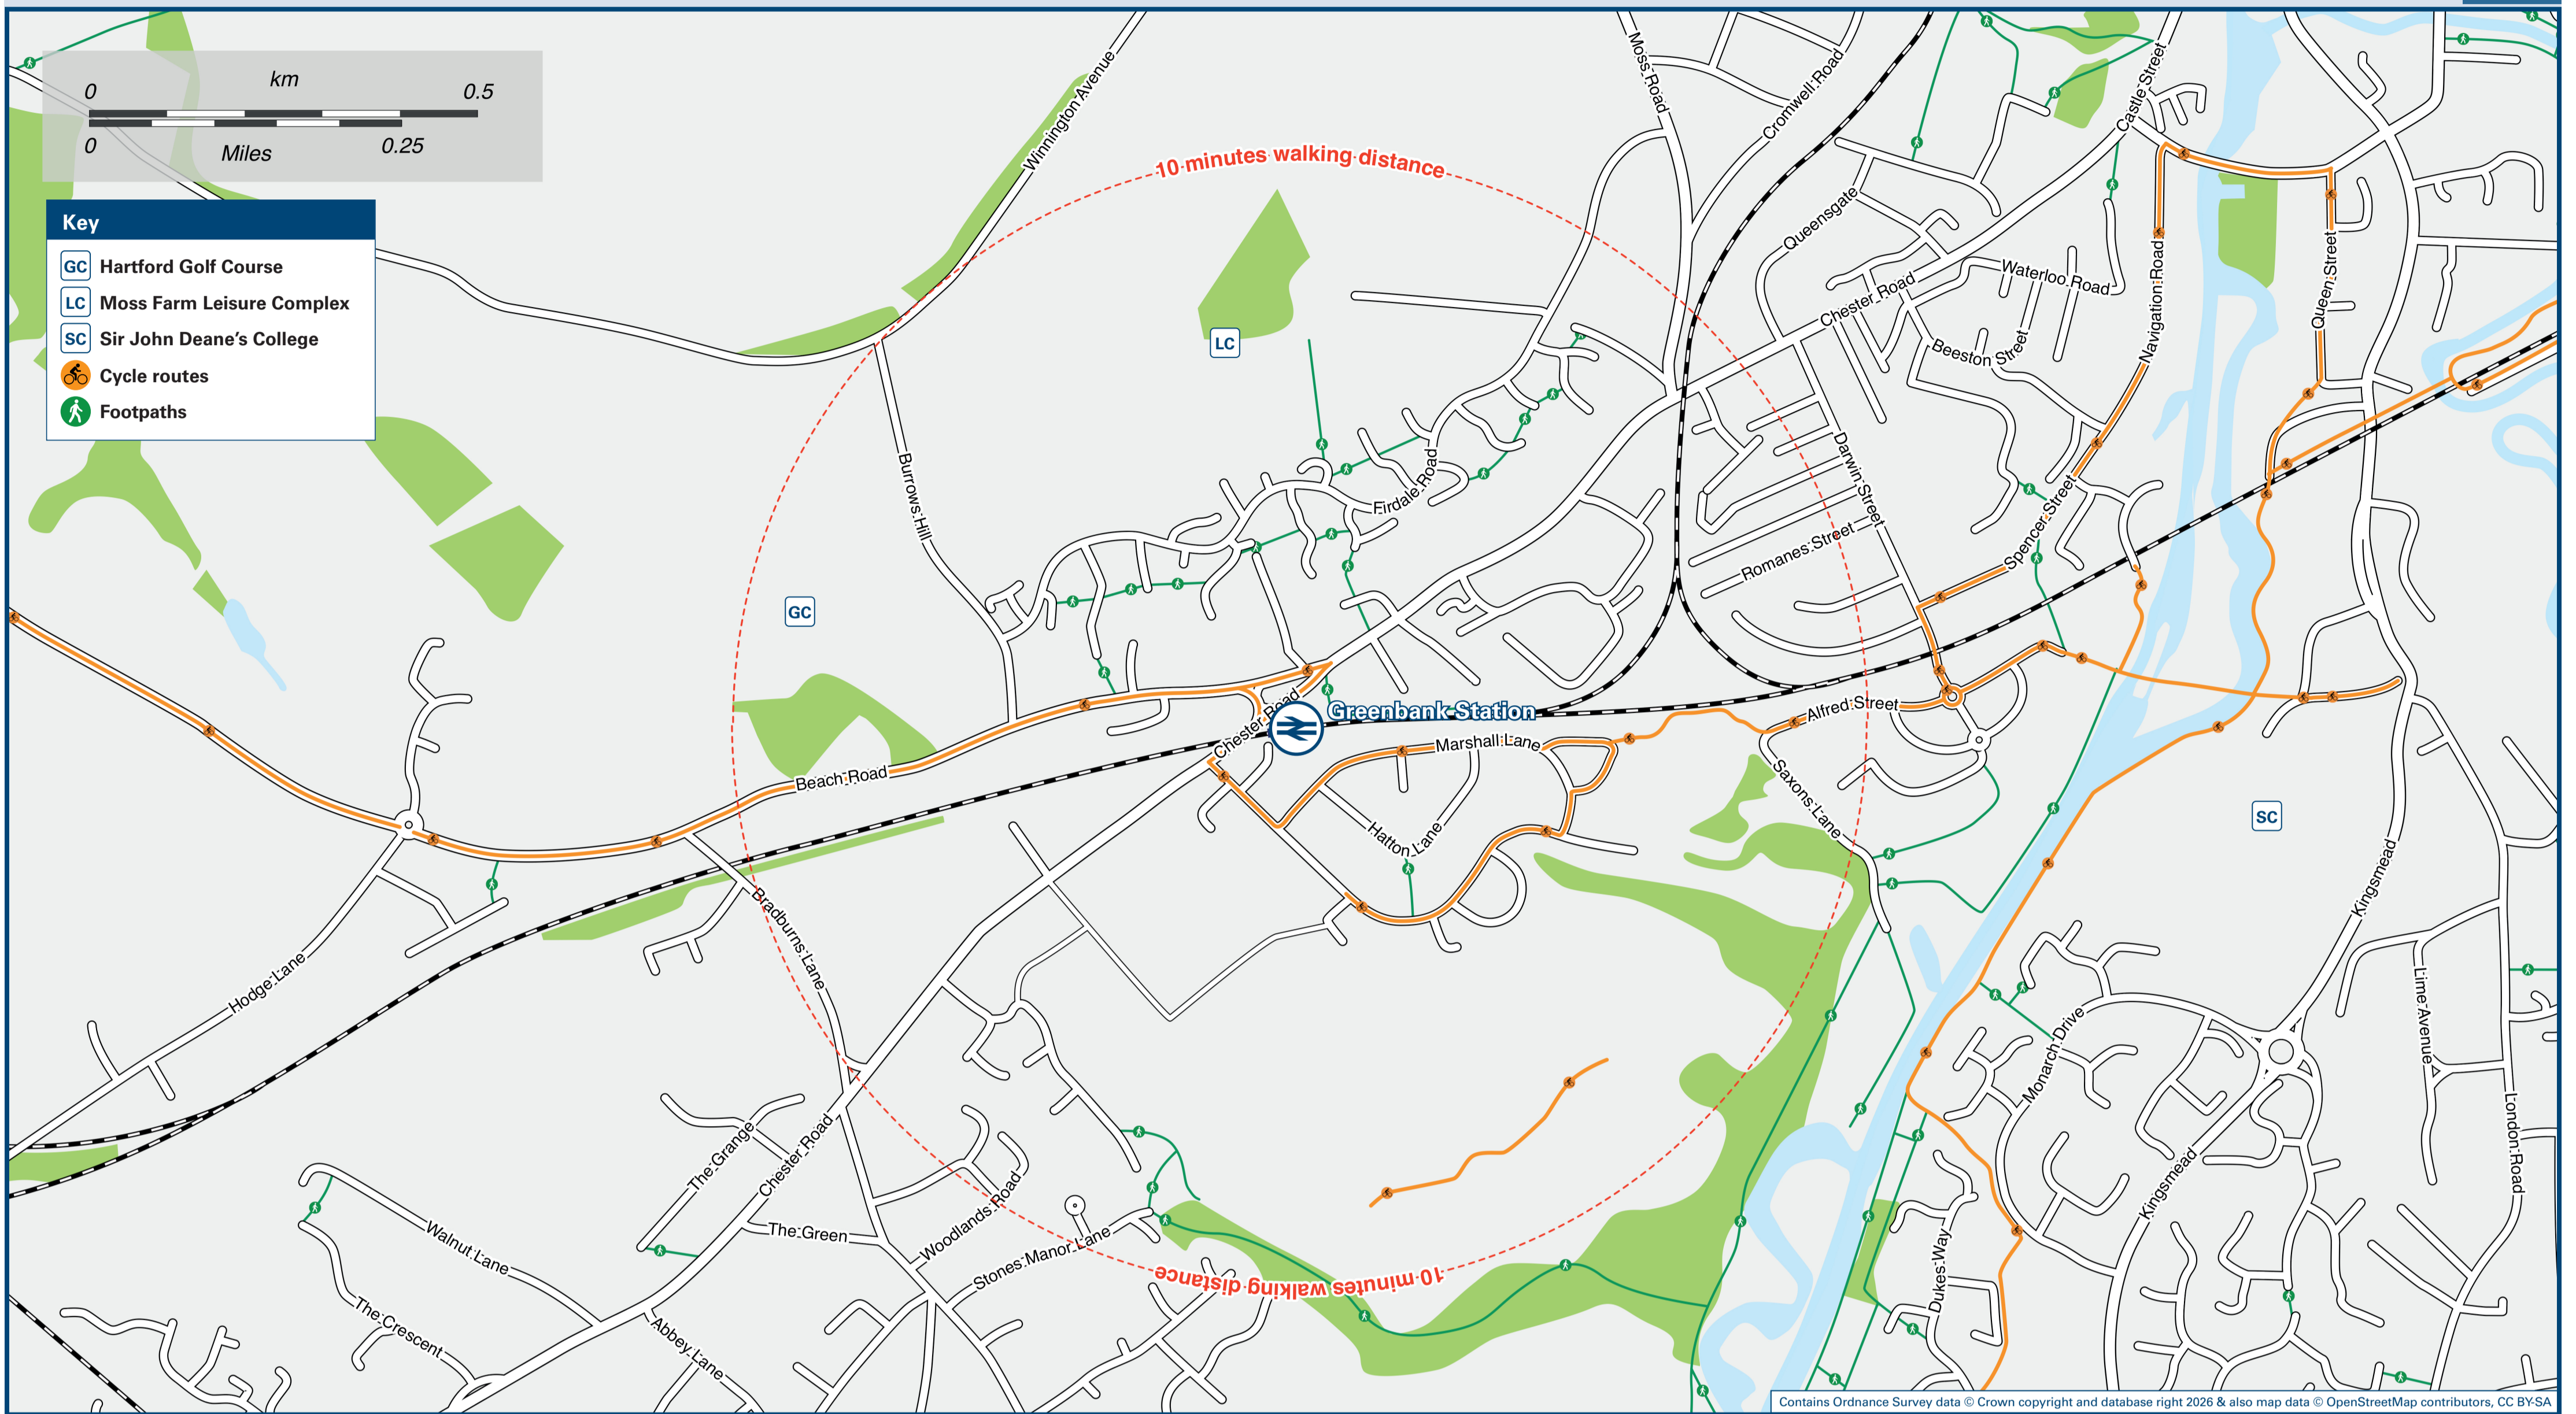 km
0
0.5
0
Miles
0.25
Key
GC Hartford Golf Course
LC Moss Farm Leisure Complex
SC Sir John Deane's College
Cycle routes
Footpaths
Winnington Avenue
Moss Road
Cromwell Road
Castle Street
10 minutes walking distance
Queensgate
Waterloo Road
Chester Road
Navigation Road
Queen Street
Beeston Street
LC
Burrows Hill
Firdale Road
Darwin Street
Romanes Street
Spencer Street
GC
Greenbank Station
Chester Road
Alfred Street
Marshall Lane
Beach Road
Saxons Lane
Hatton Lane
SC
Kingsmead
Bradburns Lane
Hodge Lane
Lime Avenue
Monarch Drive
London Road
The Grange
Chester Road
Kingsmead
Walnut Lane
The Green
Woodlands Road
Stones Manor Lane
Dukes Way
10 minutes walking distance
The Crescent
Abbey Lane
Contains Ordnance Survey data © Crown copyright and database right 2026 & also map data © OpenStreetMap contributors, CC BY-SA